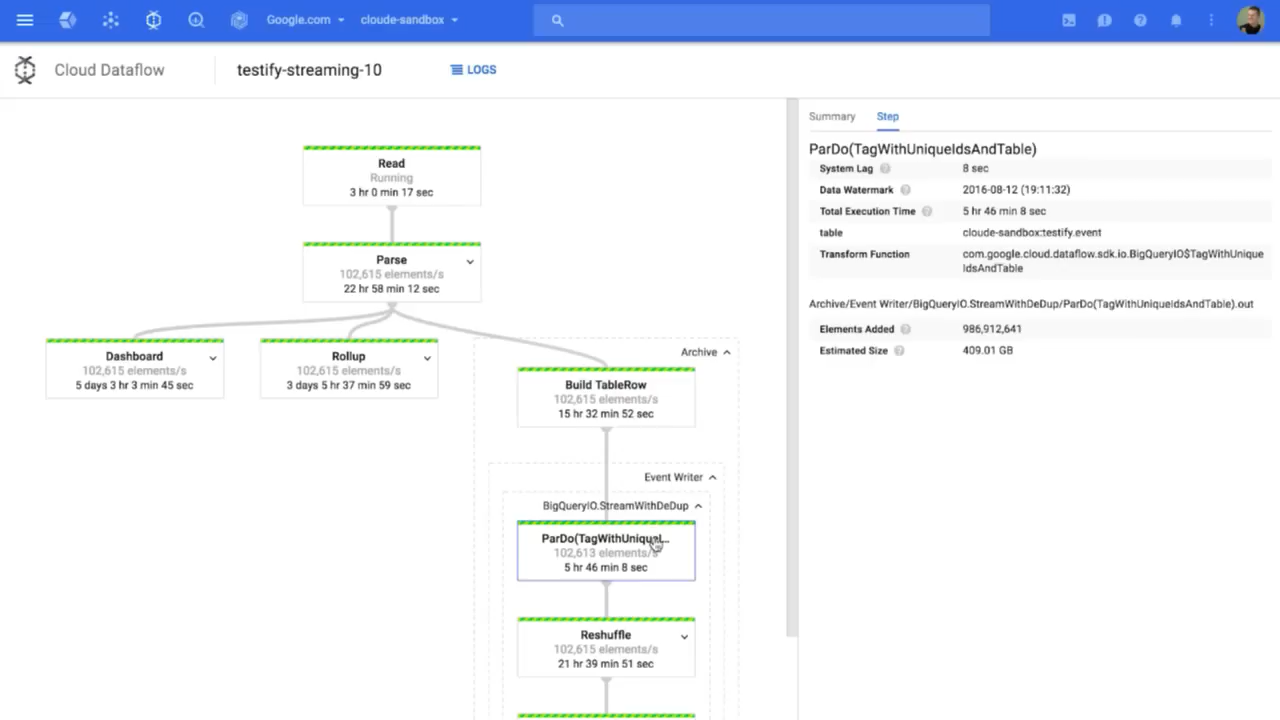 Google.com
cloude-sandbox
Cloud Dataflow
testify-streaming-10
LOGS
Read
Running
3 hr 0 min 17 sec
Parse
102,615 elements/s
22 hr 58 min 12 sec
Dashboard
102,615 elements/s
5 days 3 hr 3 min 45 sec
Rollup
102,615 elements/s
3 days 5 hr 37 min 59 sec
Archive
Build TableRow
102,615 elements/s
15 hr 32 min 52 sec
Event Writer
BigQueryIO.StreamWithDeDup
ParDo(TagWithUniqueI...
102,613 elements/s
5 hr 46 min 8 sec
Reshuffle
102,615 elements/s
21 hr 39 min 51 sec
Summary
Step
ParDo(TagWithUniqueIdsAndTable)
System Lag
8 sec
Data Watermark
2016-08-12 (19:11:32)
Total Execution Time
5 hr 46 min 8 sec
table
cloude-sandbox:testify.event
Transform Function
com.google.cloud.dataflow.sdk.io.BigQueryIO$TagWithUnique
IdsAndTable
Archive/Event Writer/BigQueryIO.StreamWithDeDup/ParDo(TagWithUniqueIdsAndTable).out
Elements Added
986,912,641
Estimated Size
409.01 GB